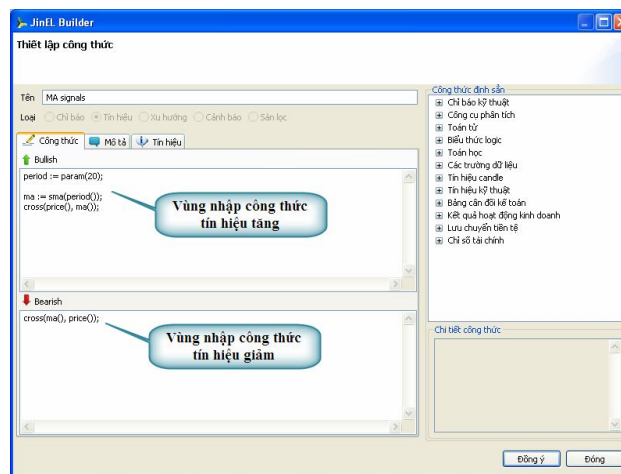 JinEL Builder
Thiết lập công thức
Tên MA signals
Loại Chỉ báo Tín hiệu Xu hướng Cảnh báo Sàn lọc
Công thức Mô tả Tín hiệu
Bullish
period := param(20);
ma := sma(period());
cross(price(), ma());
Vùng nhập công thức
tín hiệu tăng
Bearish
cross(ma(), price());
Vùng nhập công thức
tín hiệu giảm
Công thức định sẵn
Chỉ báo kỹ thuật
Công cụ phân tích
Toán tử
Biểu thức logic
Toán học
Các trường dữ liệu
Tín hiệu candle
Tín hiệu kỹ thuật
Bảng cân đối kế toán
Kết quả hoạt động kinh doanh
Lưu chuyển tiền tệ
Chỉ số tài chính
Chi tiết công thức
Đồng ý Đóng